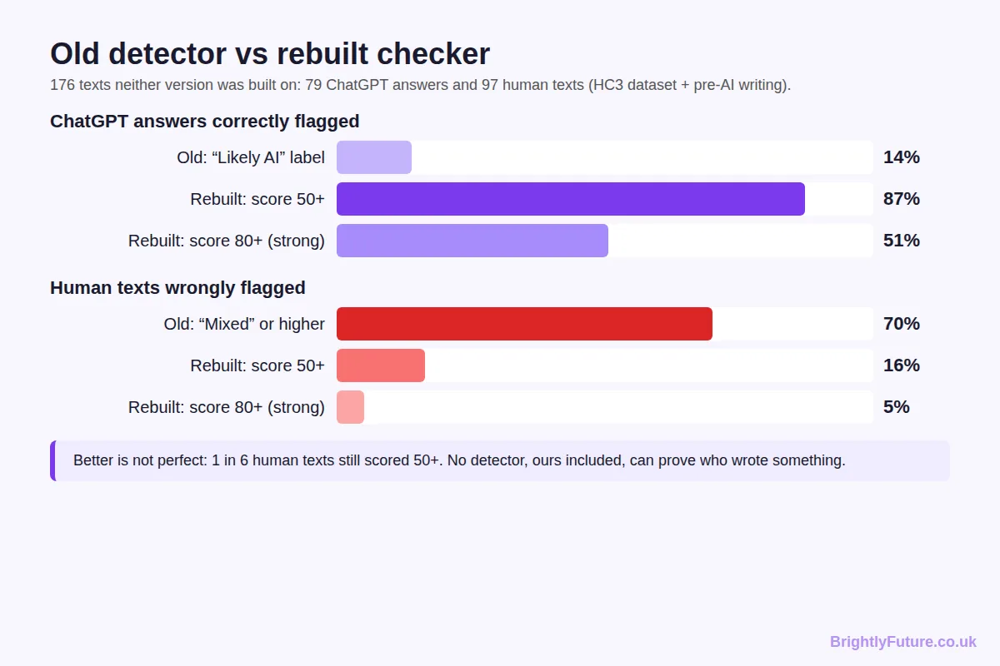 Old detector vs rebuilt checker
176 texts neither version was built on: 79 ChatGPT answers and 97 human texts (HC3 dataset + pre-AI writing).
ChatGPT answers correctly flagged
Old: “Likely AI” label 14%
Rebuilt: score 50+ 87%
Rebuilt: score 80+ (strong) 51%
Human texts wrongly flagged
Old: “Mixed” or higher 70%
Rebuilt: score 50+ 16%
Rebuilt: score 80+ (strong) 5%
Better is not perfect: 1 in 6 human texts still scored 50+. No detector, ours included, can prove who wrote something.
BrightlyFuture.co.uk